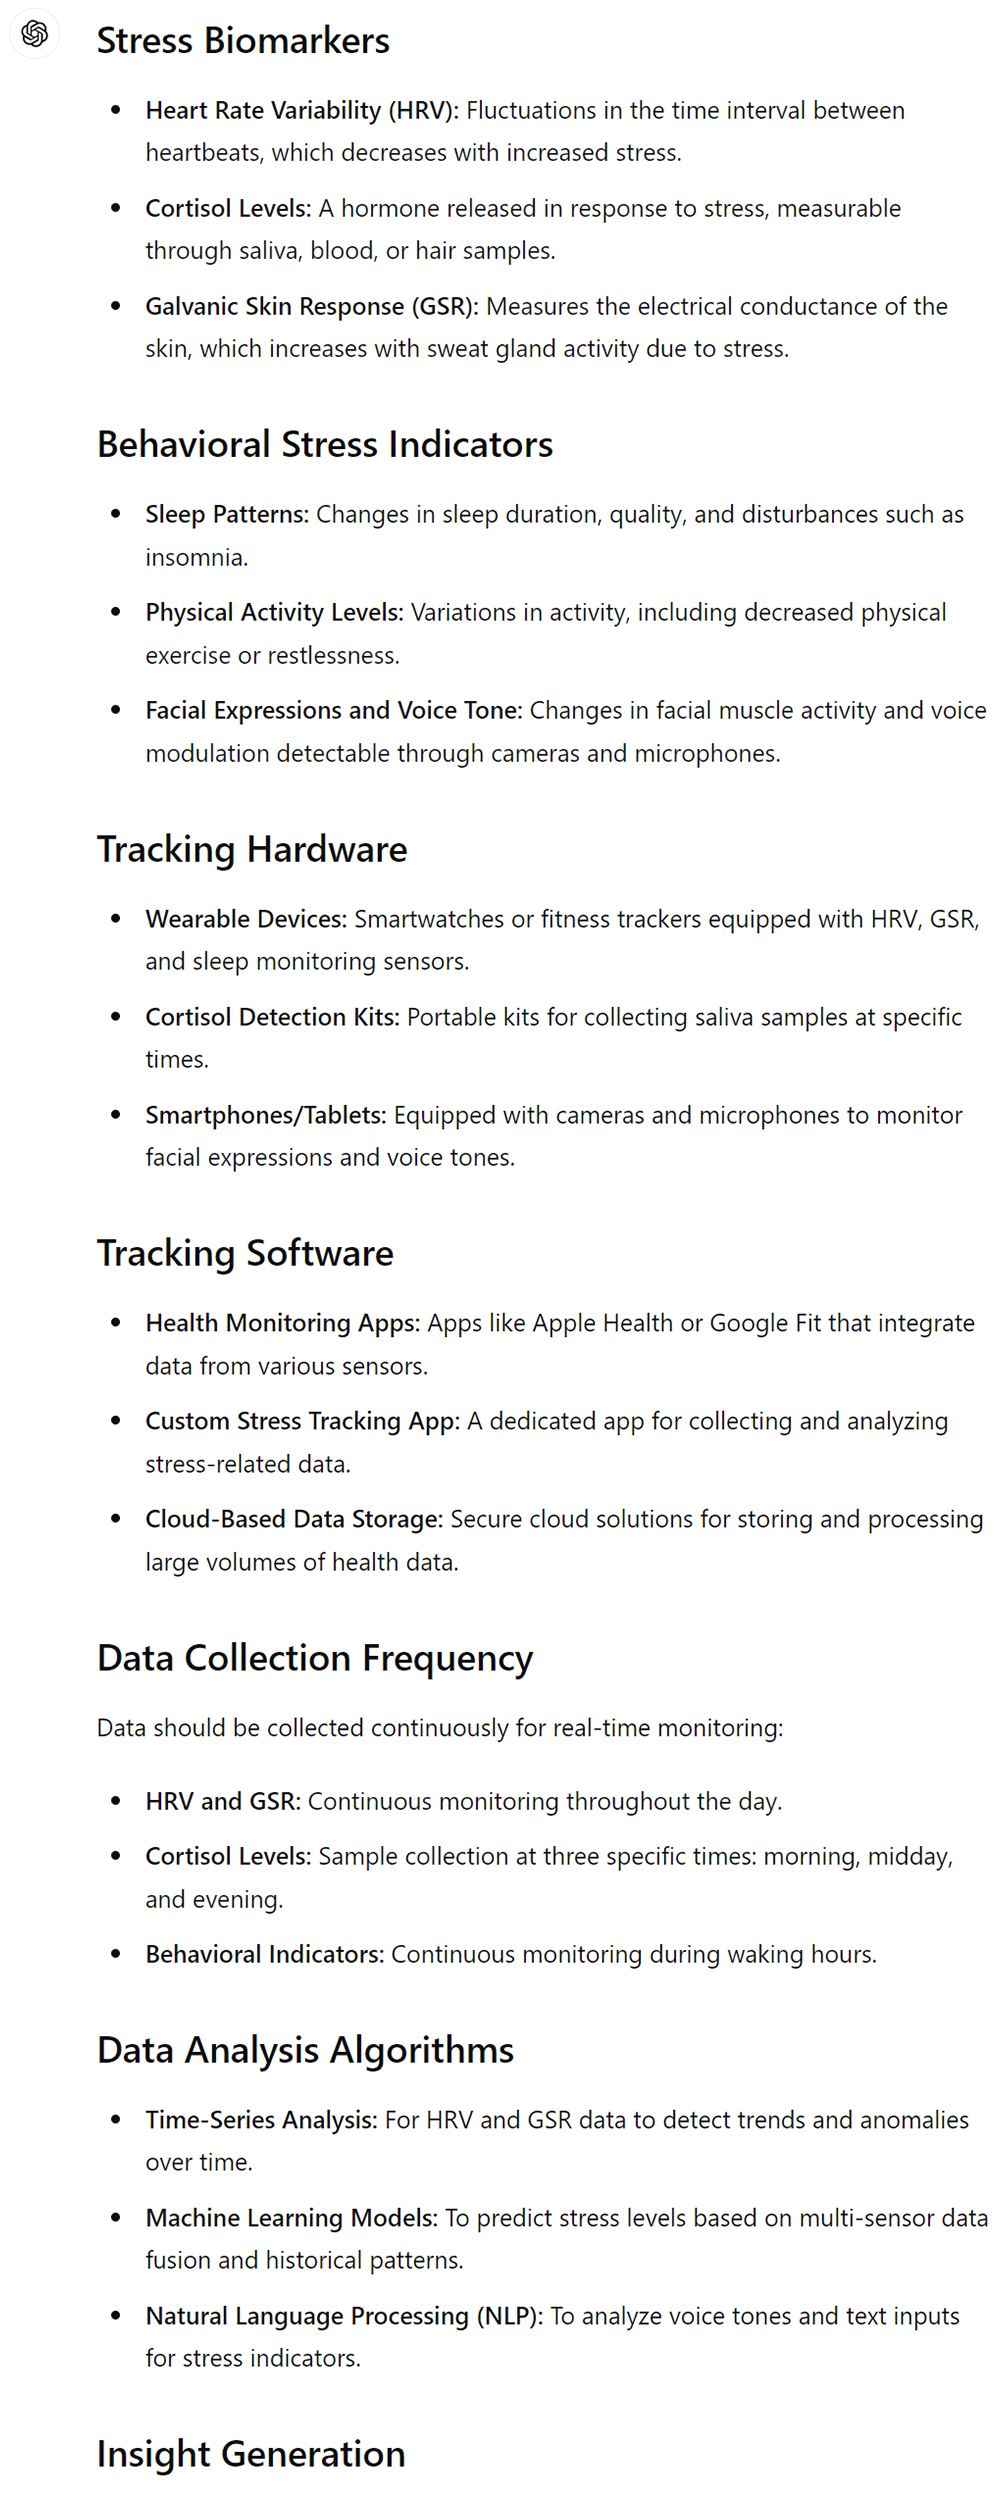 Stress Biomarkers
Heart Rate Variability (HRV): Fluctuations in the time interval between
heartbeats, which decreases with increased stress.
Cortisol Levels: A hormone released in response to stress, measurable
through saliva, blood, or hair samples.
Galvanic Skin Response (GSR): Measures the electrical conductance of the
skin, which increases with sweat gland activity due to stress.
Behavioral Stress Indicators
Sleep Patterns: Changes in sleep duration, quality, and disturbances such as
insomnia.
Physical Activity Levels: Variations in activity, including decreased physical
exercise or restlessness.
Facial Expressions and Voice Tone: Changes in facial muscle activity and voice
modulation detectable through cameras and microphones.
Tracking Hardware
Wearable Devices: Smartwatches or fitness trackers equipped with HRV, GSR,
and sleep monitoring sensors.
Cortisol Detection Kits: Portable kits for collecting saliva samples at specific
times.
Smartphones/Tablets: Equipped with cameras and microphones to monitor
facial expressions and voice tones.
Tracking Software
Health Monitoring Apps: Apps like Apple Health or Google Fit that integrate
data from various sensors.
Custom Stress Tracking App: A dedicated app for collecting and analyzing
stress-related data.
Cloud-Based Data Storage: Secure cloud solutions for storing and processing
large volumes of health data.
Data Collection Frequency
Data should be collected continuously for real-time monitoring:
HRV and GSR: Continuous monitoring throughout the day.
Cortisol Levels: Sample collection at three specific times: morning, midday,
and evening.
Behavioral Indicators: Continuous monitoring during waking hours.
Data Analysis Algorithms
Time-Series Analysis: For HRV and GSR data to detect trends and anomalies
over time.
Machine Learning Models: To predict stress levels based on multi-sensor data
fusion and historical patterns.
Natural Language Processing (NLP): To analyze voice tones and text inputs
for stress indicators.
Insight Generation